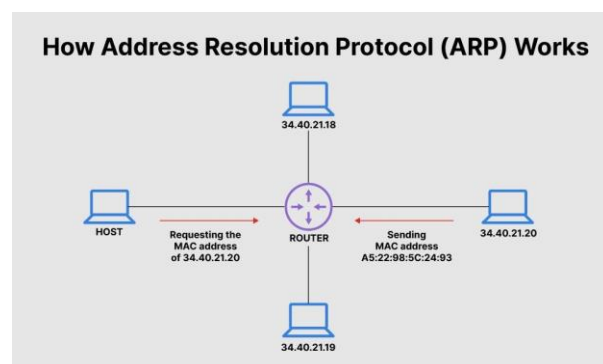 How Address Resolution Protocol (ARP) Works
34.40.21.18
HOST
Requesting the
MAC address
of 34.40.21.20
ROUTER
Sending
MAC address
A5:22:98:5C:24:93
34.40.21.20
34.40.21.19